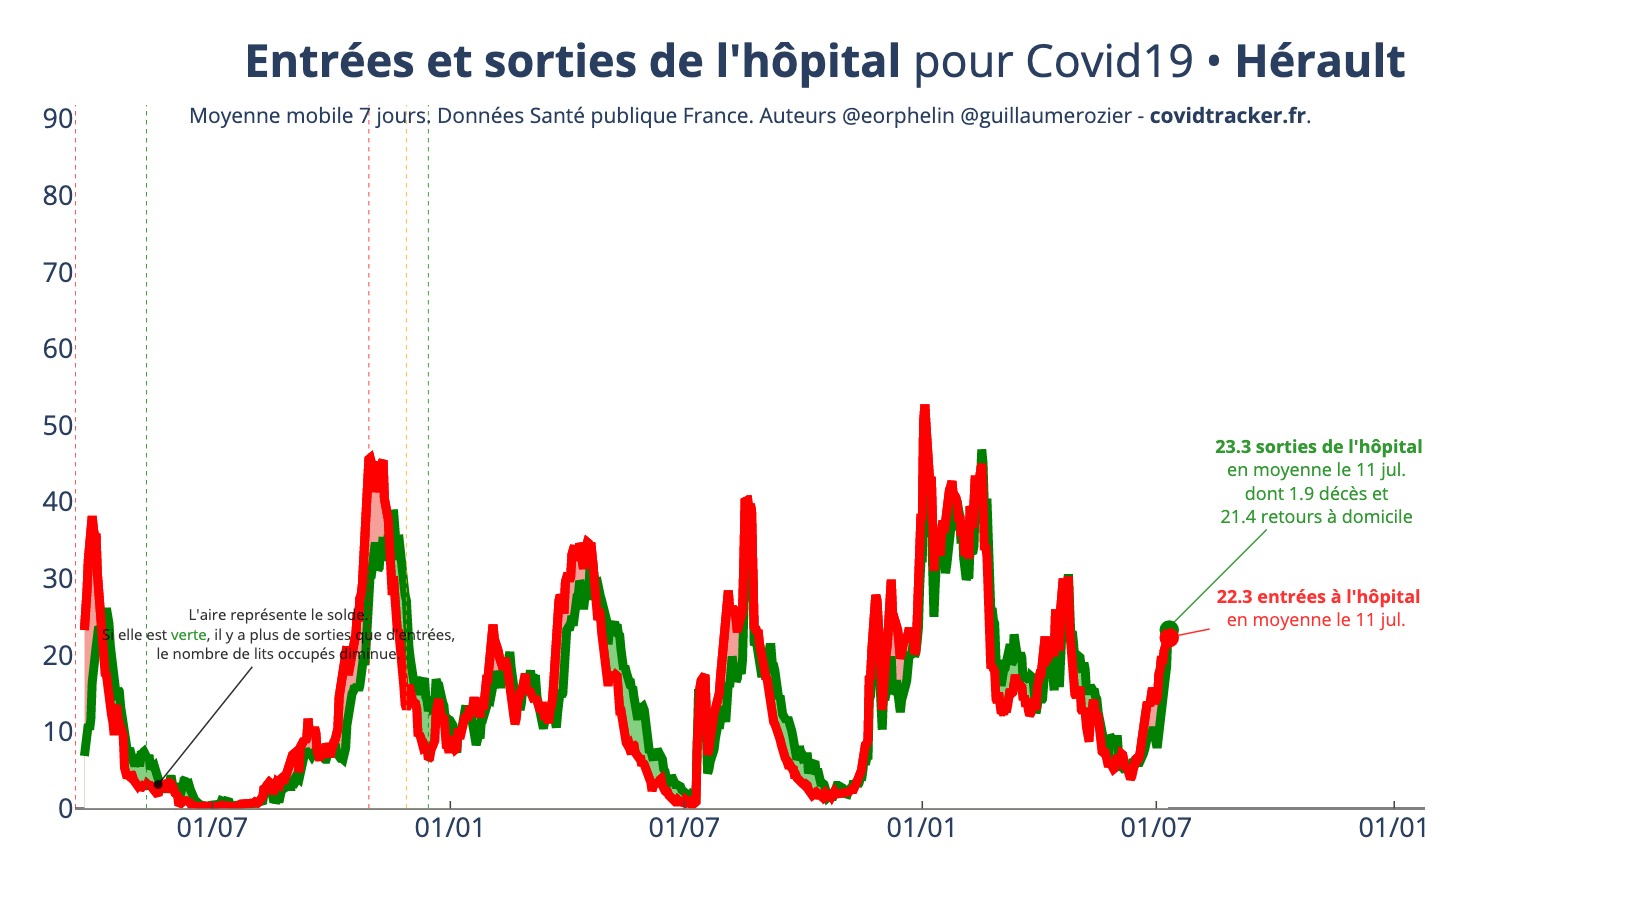 Entrées et sorties de l'hôpital pour Covid19 • Hérault
Moyenne mobile 7 jours. Données Santé publique France. Auteurs @eorphelin @guillaumerozier - covidtracker.fr.
90
80
70
60
50
40
30
20
10
0
L'aire représente le solde.
Si elle est verte, il y a plus de sorties que d'entrées,
le nombre de lits occupés diminue.
23.3 sorties de l'hôpital
en moyenne le 11 jul.
dont 1.9 décès et
21.4 retours à domicile
22.3 entrées à l'hôpital
en moyenne le 11 jul.
01/07
01/01
01/07
01/01
01/07
01/01